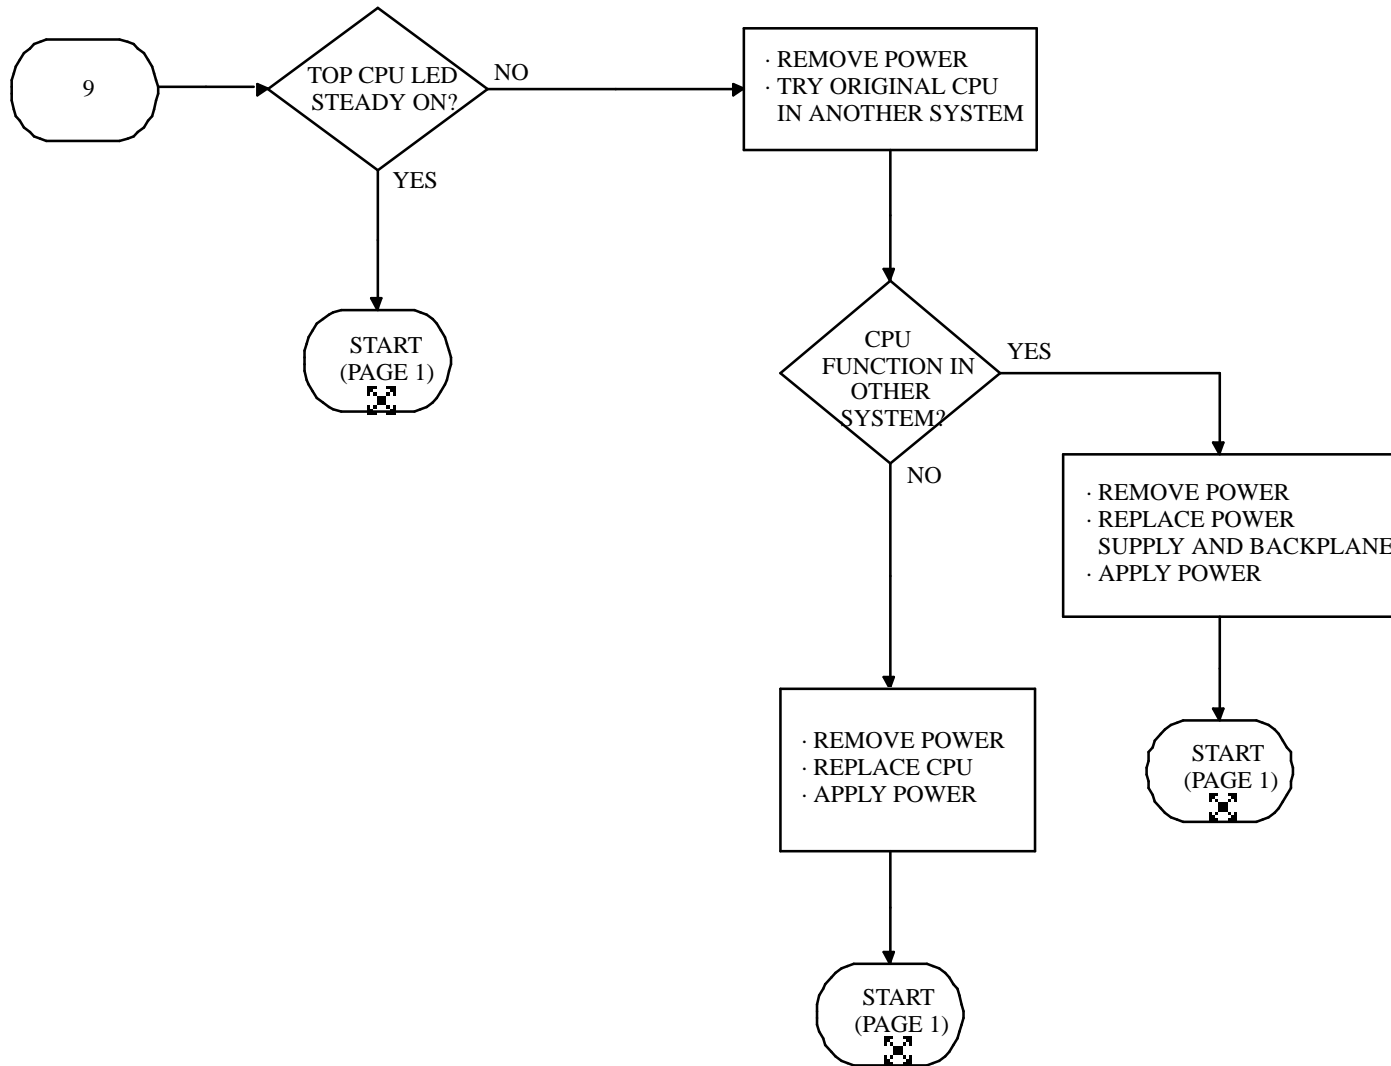 9
TOP CPU LED
STEADY ON?
NO
YES
START
(PAGE 1)
· REMOVE POWER
· TRY ORIGINAL CPU
IN ANOTHER SYSTEM
CPU
FUNCTION IN
OTHER
SYSTEM?
YES
NO
· REMOVE POWER
· REPLACE POWER
SUPPLY AND BACKPLANE
· APPLY POWER
START
(PAGE 1)
· REMOVE POWER
· REPLACE CPU
· APPLY POWER
START
(PAGE 1)